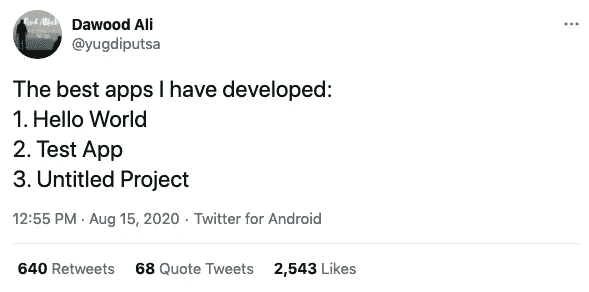 Dawood Ali
@yugdiputsa
The best apps I have developed:
1. Hello World
2. Test App
3. Untitled Project
12:55 PM · Aug 15, 2020 · Twitter for Android
640 Retweets 68 Quote Tweets 2,543 Likes